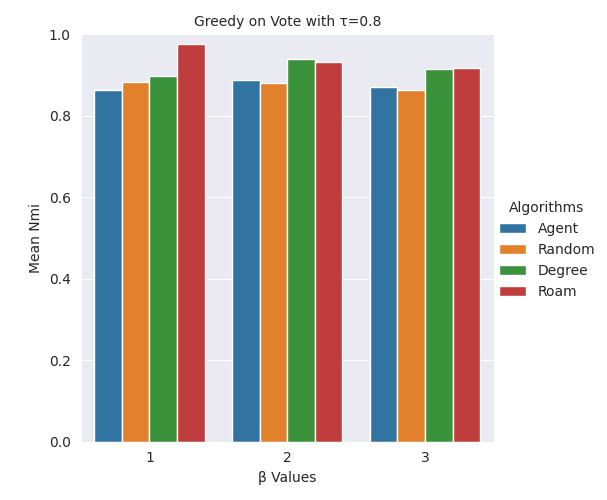 Greedy on Vote with τ=0.8
1.0
0.8
0.6
0.4
0.2
0.0
Mean Nmi
1 2 3
β Values
Algorithms
Agent
Random
Degree
Roam